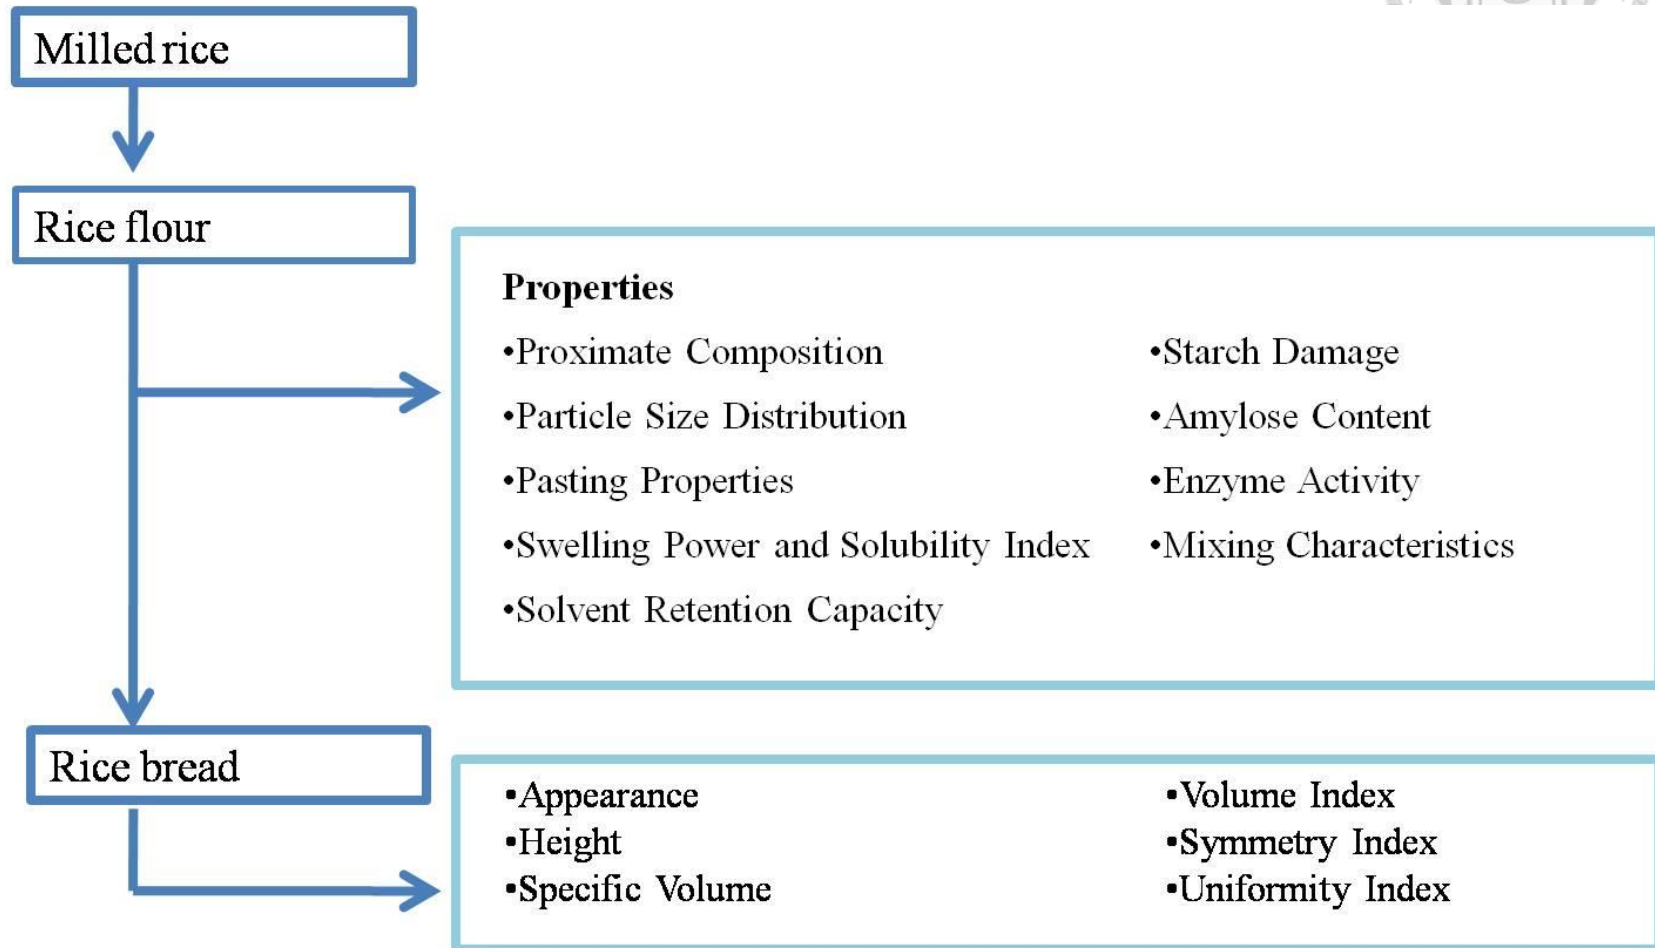 Milled rice
Rice flour
Properties
•Proximate Composition
•Starch Damage
•Particle Size Distribution
•Amylose Content
•Pasting Properties
•Enzyme Activity
•Swelling Power and Solubility Index
•Mixing Characteristics
•Solvent Retention Capacity
Rice bread
•Appearance
•Volume Index
•Height
•Symmetry Index
•Specific Volume
•Uniformity Index